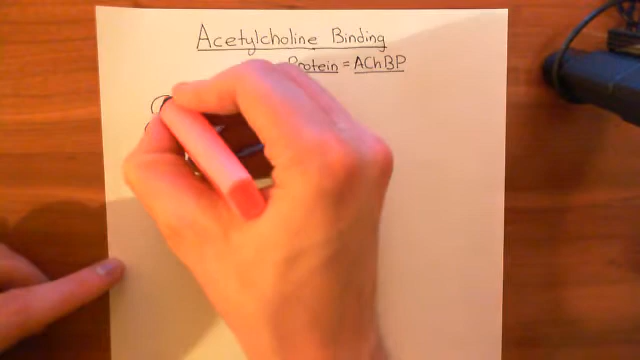 Acetylcholine Binding
Protein = AChBP